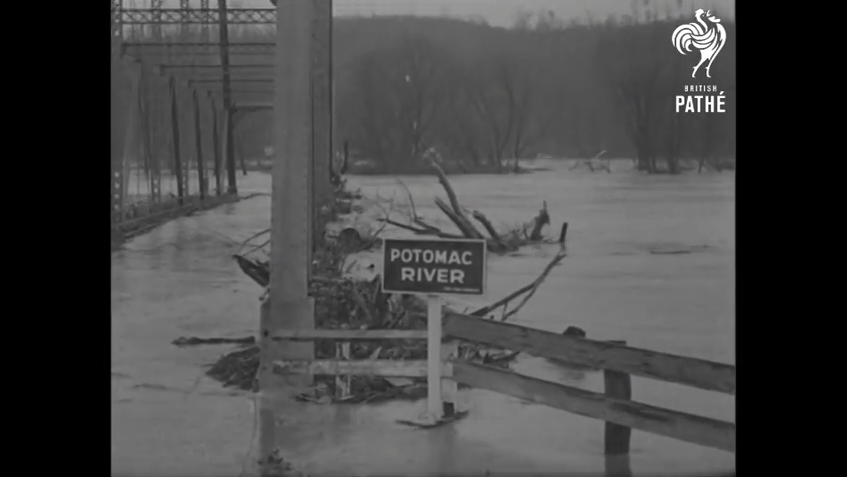 BRITISH
PATHÉ
POTOMAC
RIVER